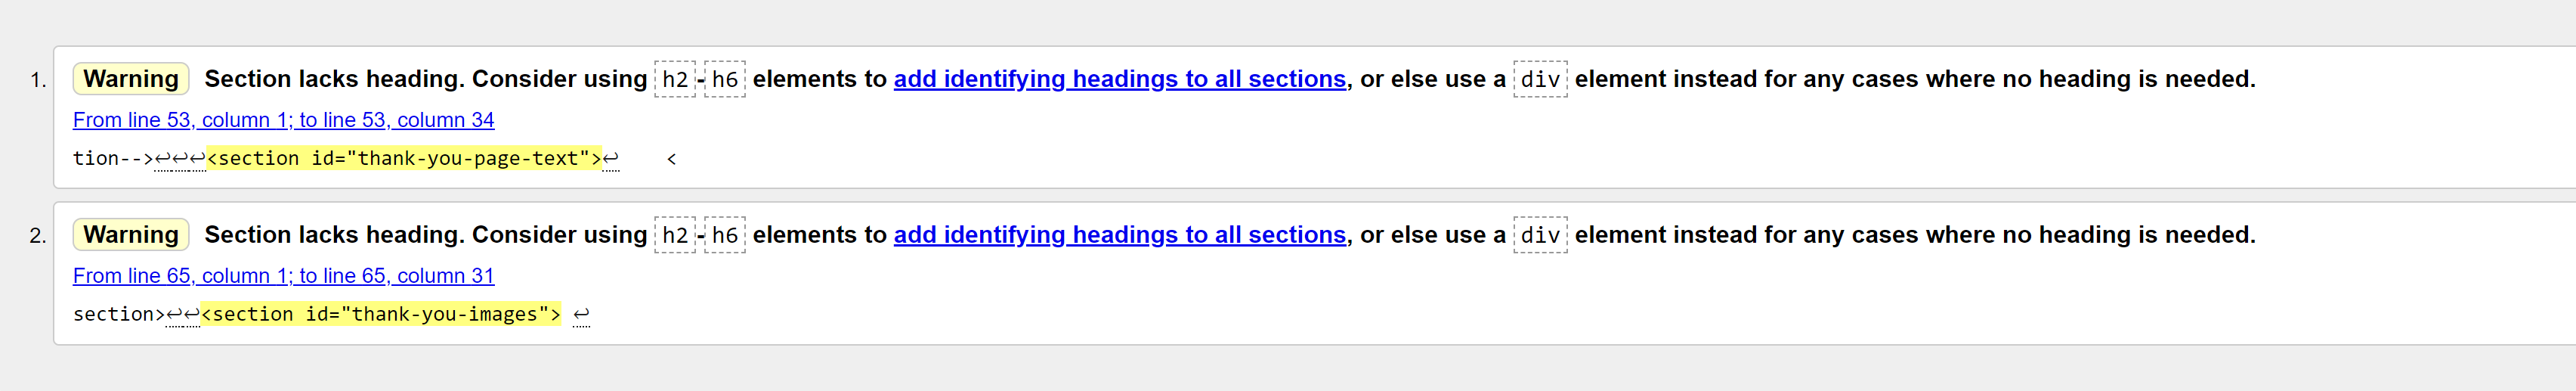 1. Warning Section lacks heading. Consider using h2-h6 elements to add identifying headings to all sections, or else use a div element instead for any cases where no heading is needed.
From line 53, column 1; to line 53, column 34
tion-->↩↩↩<section id="thank-you-page-text">↩    <
2. Warning Section lacks heading. Consider using h2-h6 elements to add identifying headings to all sections, or else use a div element instead for any cases where no heading is needed.
From line 65, column 1; to line 65, column 31
section>↩↩<section id="thank-you-images"> ↩